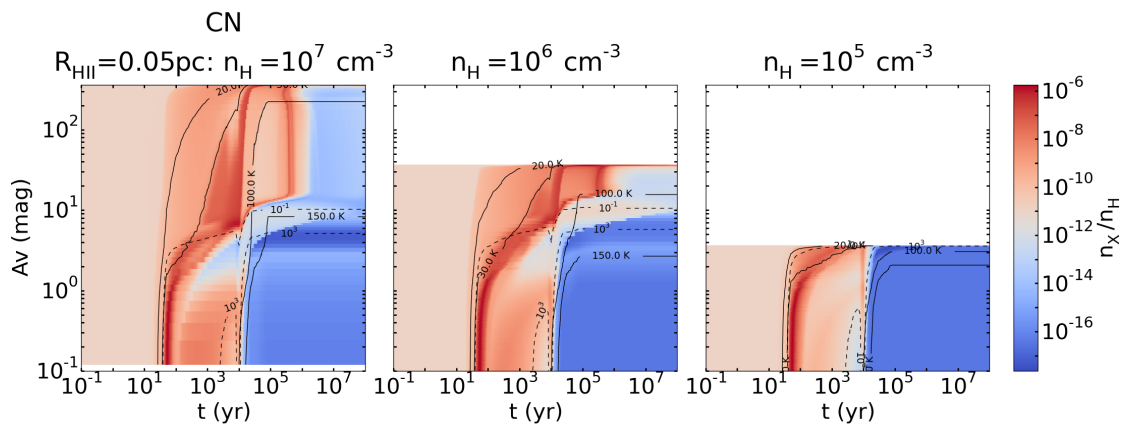 CN
R_HII=0.05pc: n_H =10^7 cm^-3
n_H =10^6 cm^-3
n_H =10^5 cm^-3
Av (mag)
10^2
10^1
10^0
10^-1
20.0 K
100.0 K
10^-1
150.0 K
10^3
10^3
20.0 K
100.0 K
10^-1
10^3
30.0 K
150.0 K
10^3
20.0 K
10^3
100.0 K
10^-1 10^1 10^3 10^5 10^7
10^-1 10^1 10^3 10^5 10^7
10^-1 10^1 10^3 10^5 10^7
t (yr)
t (yr)
t (yr)
10^-6
10^-8
10^-10
10^-12
10^-14
10^-16
n_X/n_H